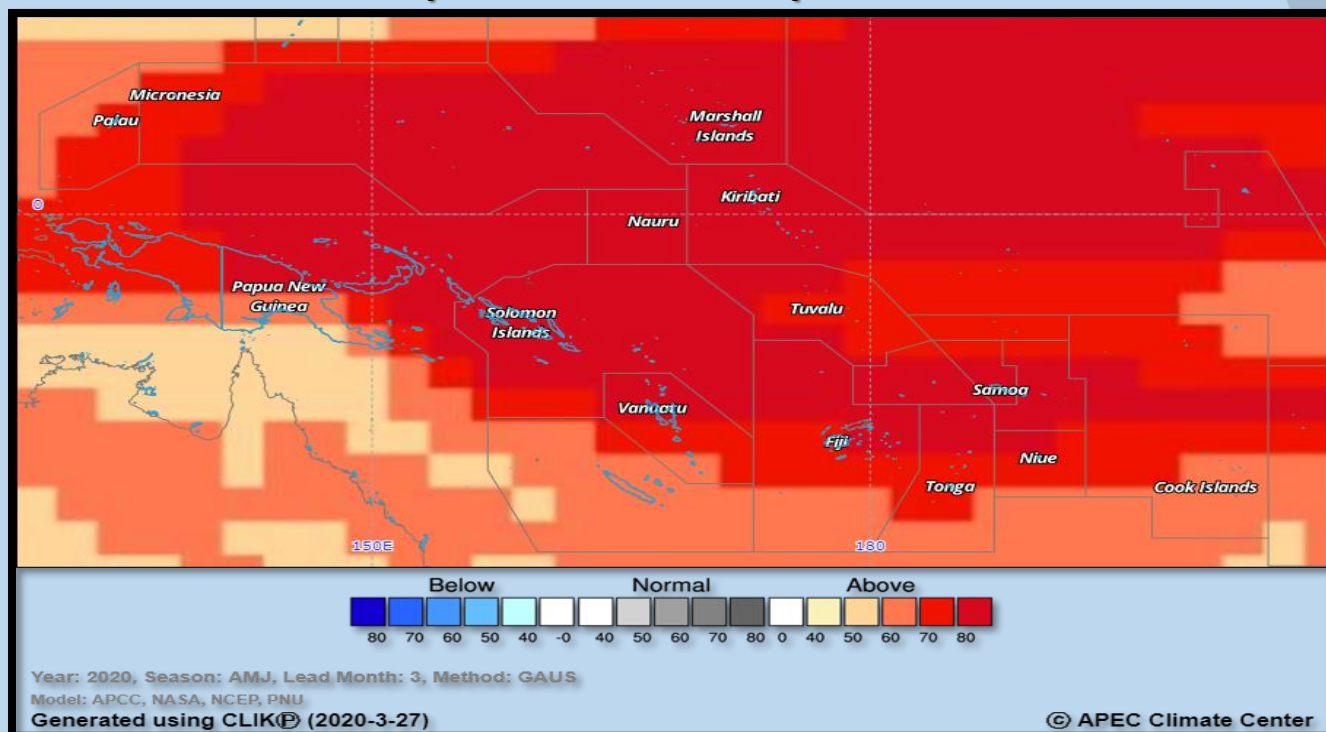 Micronesia
Palau
Marshall
Islands
Kiribati
0
Nauru
Papua New
Guinea
Solomon
Islands
Tuvalu
Samoa
Vanuatu
Fiji
Niue
Tonga
Cook Islands
150E 180
Below Normal Above
80 70 60 50 40 -0 40 50 60 70 80 0 40 50 60 70 80
Year: 2020, Season: AMJ, Lead Month: 3, Method: GAUS
Model: APCC, NASA, NCEP, PNU
Generated using CLIKⓅ (2020-3-27) © APEC Climate Center